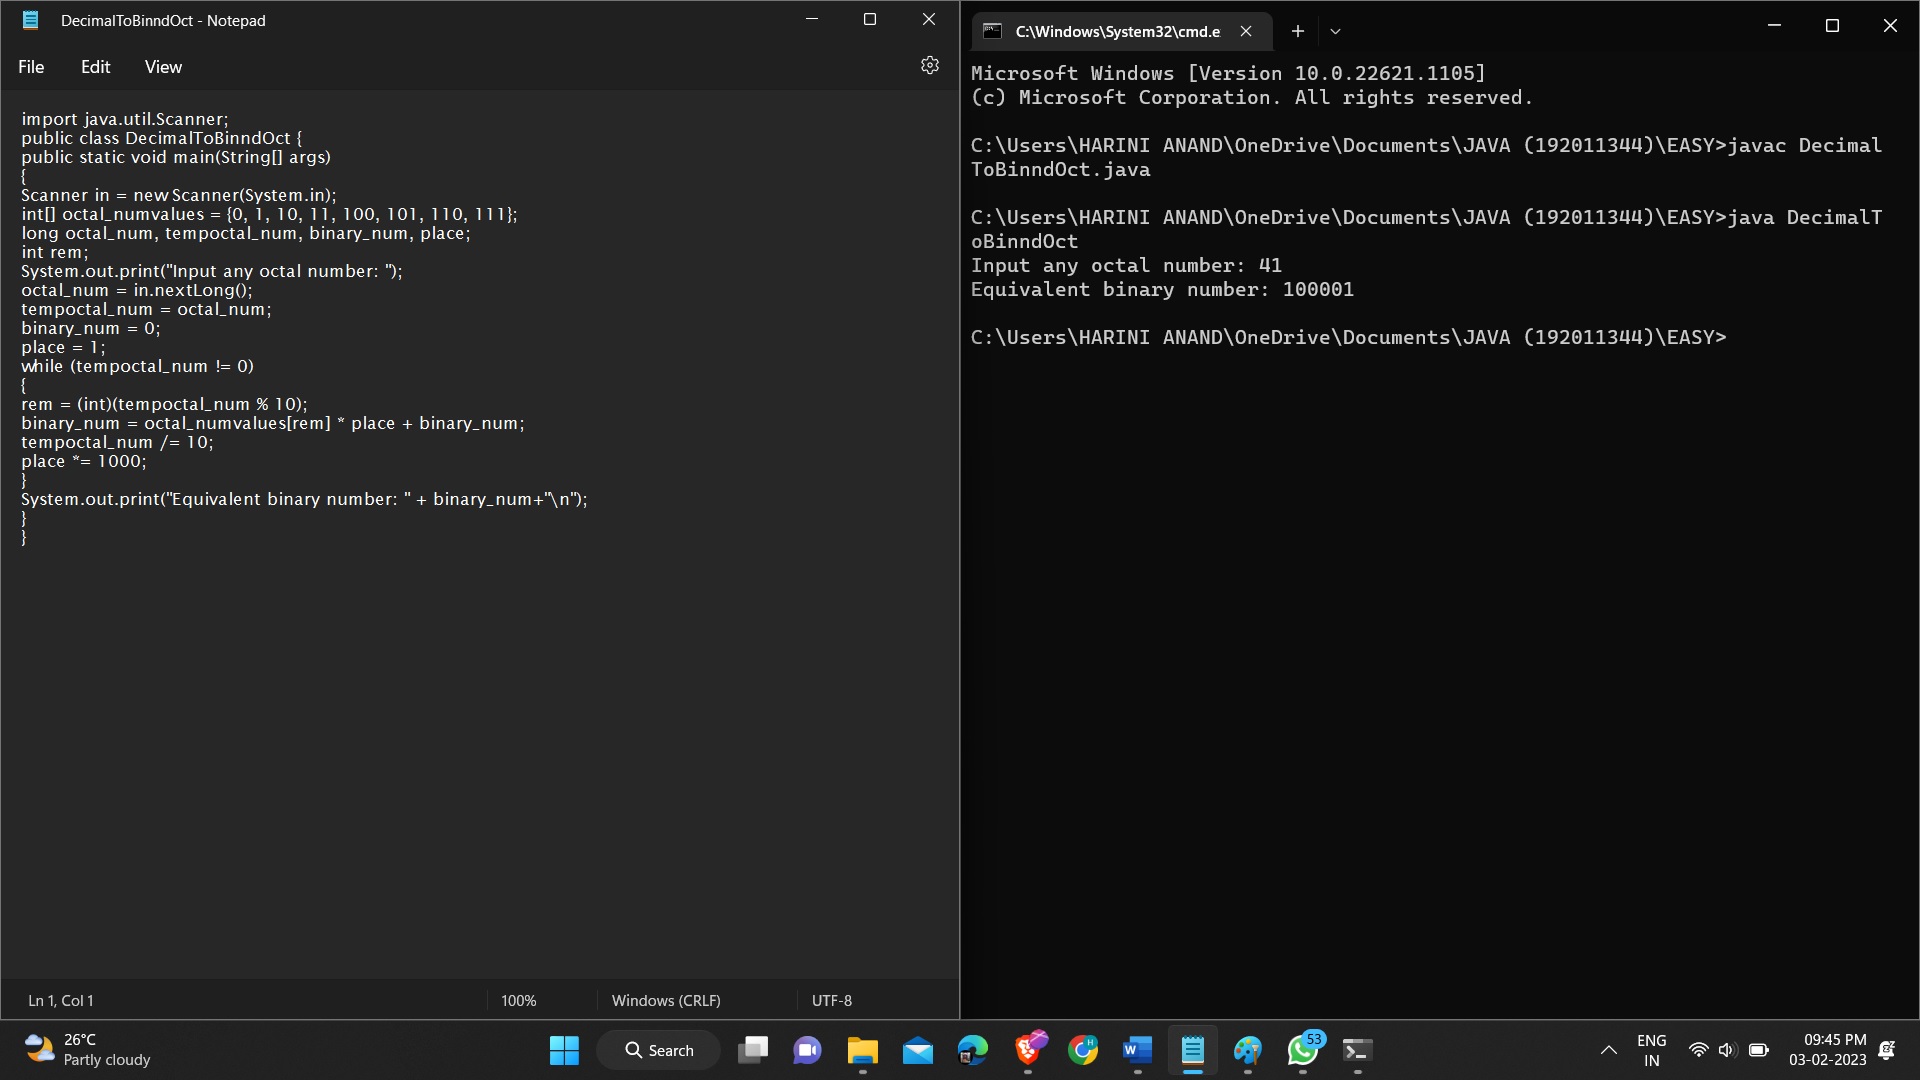 DecimalToBinndOct - Notepad
File Edit View
import java.util.Scanner;
public class DecimalToBinndOct {
public static void main(String[] args)
{
Scanner in = new Scanner(System.in);
int[] octal_numvalues = {0, 1, 10, 11, 100, 101, 110, 111};
long octal_num, tempoctal_num, binary_num, place;
int rem;
System.out.print("Input any octal number: ");
octal_num = in.nextLong();
tempoctal_num = octal_num;
binary_num = 0;
place = 1;
while (tempoctal_num != 0)
{
rem = (int)(tempoctal_num % 10);
binary_num = octal_numvalues[rem] * place + binary_num;
tempoctal_num /= 10;
place *= 1000;
}
System.out.print("Equivalent binary number: " + binary_num+"\n");
}
}
Ln 1, Col 1 100% Windows (CRLF) UTF-8
C:\Windows\System32\cmd.e
Microsoft Windows [Version 10.0.22621.1105]
(c) Microsoft Corporation. All rights reserved.
C:\Users\HARINI ANAND\OneDrive\Documents\JAVA (192011344)\EASY>javac Decimal
ToBinndOct.java
C:\Users\HARINI ANAND\OneDrive\Documents\JAVA (192011344)\EASY>java DecimalT
oBinndOct
Input any octal number: 41
Equivalent binary number: 100001
C:\Users\HARINI ANAND\OneDrive\Documents\JAVA (192011344)\EASY>
26°C
Partly cloudy
Search
H
W
53
ENG
IN
09:45 PM
03-02-2023